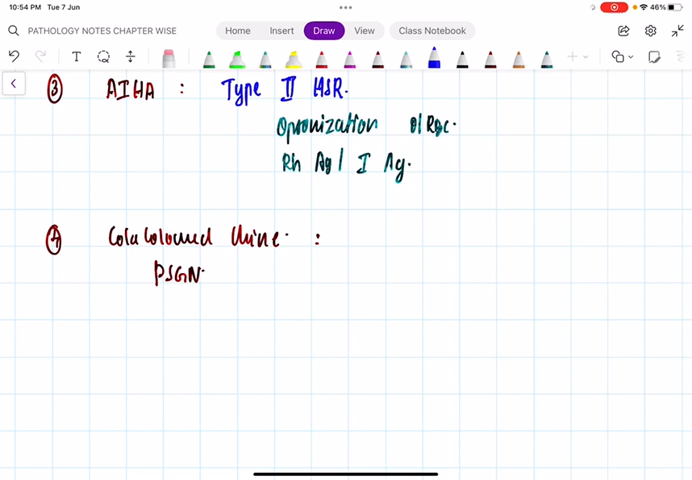 10:54 PM Tue 7 Jun
46%
PATHOLOGY NOTES CHAPTER WISE
Home Insert Draw View Class Notebook
3 AIHA : Type II HSR.
Opsonization of RBC.
Rh Ag / I Ag.
4 Cola Coloured Urine :
PSGN